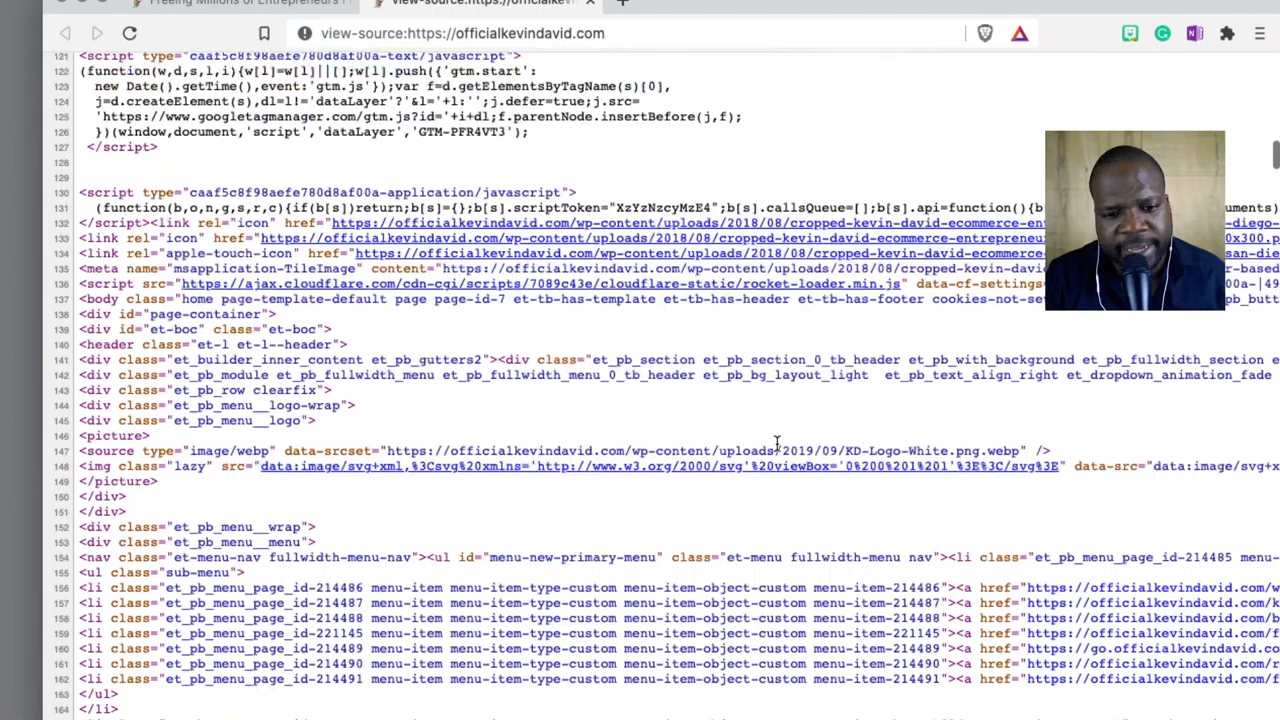 Freeing Millions of Entrepreneurs
view-source:https://officialkevindavid.com
view-source:https://officialkevindavid.com
121 <script type="caaf5c8f98aefe780d8af00a-text/javascript">
122 (function(w,d,s,l,i){w[l]=w[l]||[];w[l].push({'gtm.start':
123 new Date().getTime(),event:'gtm.js'});var f=d.getElementsByTagName(s)[0],
124 j=d.createElement(s),dl=l!='dataLayer'?'&l='+l:'';j.defer=true;j.src=
125 'https://www.googletagmanager.com/gtm.js?id='+i+dl;f.parentNode.insertBefore(j,f);
126 })(window,document,'script','dataLayer','GTM-PFR4VT3');
127 </script>
128
129
130 <script type="caaf5c8f98aefe780d8af00a-application/javascript">
131 (function(b,o,n,g,s,r,c){if(b[s])return;b[s]={};b[s].scriptToken="XzYzNzcyMzE4";b[s].callsQueue=[];b[s].api=function(){b uments)
132 </script><link rel="icon" href="https://officialkevindavid.com/wp-content/uploads/2018/08/cropped-kevin-david-ecommerce-en -diego-
133 <link rel="icon" href="https://officialkevindavid.com/wp-content/uploads/2018/08/cropped-kevin-david-ecommerce-entrepreneu 0x300.p
134 <link rel="apple-touch-icon" href="https://officialkevindavid.com/wp-content/uploads/2018/08/cropped-kevin-david-ecommerce san-die
135 <meta name="msapplication-TileImage" content="https://officialkevindavid.com/wp-content/uploads/2018/08/cropped-kevin-davi er-based
136 <script src="https://ajax.cloudflare.com/cdn-cgi/scripts/7089c43e/cloudflare-static/rocket-loader.min.js" data-cf-settings a-|49
137 <body class="home page-template-default page page-id-7 et-tb-has-template et-tb-has-header et-tb-has-footer cookies-not-se pb_butt
138 <div id="page-container">
139 <div id="et-boc" class="et-boc">
140 <header class="et-l et-l--header">
141 <div class="et_builder_inner_content et_pb_gutters2"><div class="et_pb_section et_pb_section_0_tb_header et_pb_with_background et_pb_fullwidth_section e
142 <div class="et_pb_module et_pb_fullwidth_menu et_pb_fullwidth_menu_0_tb_header et_pb_bg_layout_light et_pb_text_align_right et_dropdown_animation_fade
143 <div class="et_pb_row clearfix">
144 <div class="et_pb_menu__logo-wrap">
145 <div class="et_pb_menu__logo">
146 <picture>
147 <source type="image/webp" data-srcset="https://officialkevindavid.com/wp-content/uploads/2019/09/KD-Logo-White.png.webp" />
148 <img class="lazy" src="data:image/svg+xml,%3Csvg%20xmlns='http://www.w3.org/2000/svg'%20viewBox='0%200%201%201'%3E%3C/svg%3E" data-src="data:image/svg+x
149 </picture>
150 </div>
151 </div>
152 <div class="et_pb_menu__wrap">
153 <div class="et_pb_menu__menu">
154 <nav class="et-menu-nav fullwidth-menu-nav"><ul id="menu-new-primary-menu" class="et-menu fullwidth-menu nav"><li class="et_pb_menu_page_id-214485 menu-
155 <ul class="sub-menu">
156 <li class="et_pb_menu_page_id-214486 menu-item menu-item-type-custom menu-item-object-custom menu-item-214486"><a href="https://officialkevindavid.com/w
157 <li class="et_pb_menu_page_id-214487 menu-item menu-item-type-custom menu-item-object-custom menu-item-214487"><a href="https://officialkevindavid.com/k
158 <li class="et_pb_menu_page_id-214488 menu-item menu-item-type-custom menu-item-object-custom menu-item-214488"><a href="https://officialkevindavid.com/b
159 <li class="et_pb_menu_page_id-221145 menu-item menu-item-type-custom menu-item-object-custom menu-item-221145"><a href="https://officialkevindavid.com/f
160 <li class="et_pb_menu_page_id-214489 menu-item menu-item-type-custom menu-item-object-custom menu-item-214489"><a href="https://go.officialkevindavid.co
161 <li class="et_pb_menu_page_id-214490 menu-item menu-item-type-custom menu-item-object-custom menu-item-214490"><a href="https://officialkevindavid.com/r
162 <li class="et_pb_menu_page_id-214491 menu-item menu-item-type-custom menu-item-object-custom menu-item-214491"><a href="https://officialkevindavid.com/f
163 </ul>
164 </li>